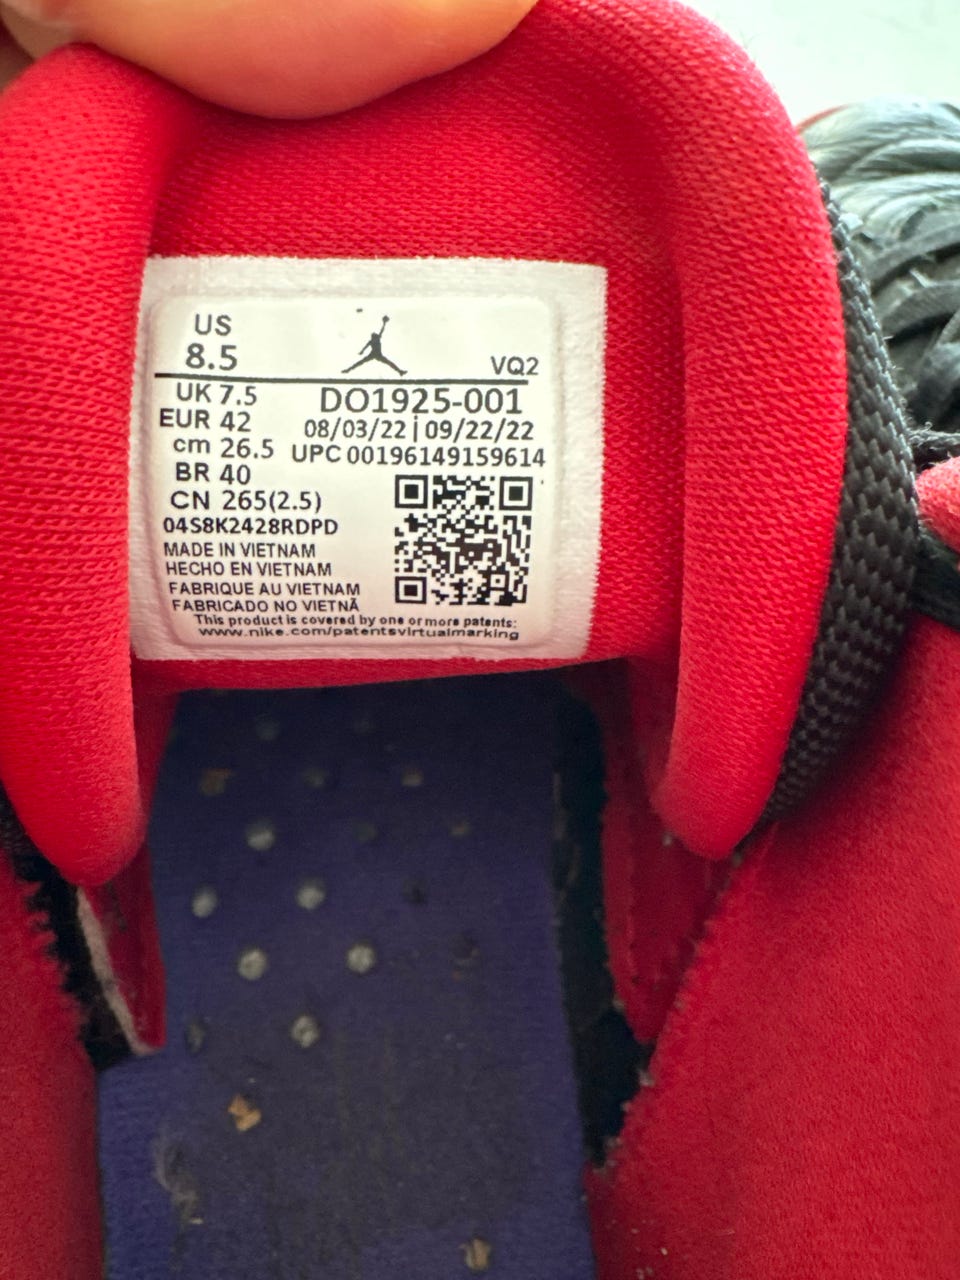 US
8.5
VQ2
UK 7.5
DO1925-001
EUR 42
08/03/22 | 09/22/22
cm 26.5
UPC 00196149159614
BR 40
CN 265(2.5)
04S8K2428RDPD
MADE IN VIETNAM
HECHO EN VIETNAM
FABRIQUE AU VIETNAM
FABRICADO NO VIETNÃ
This product is covered by one or more patents:
www.nike.com/patentsvirtualmarking